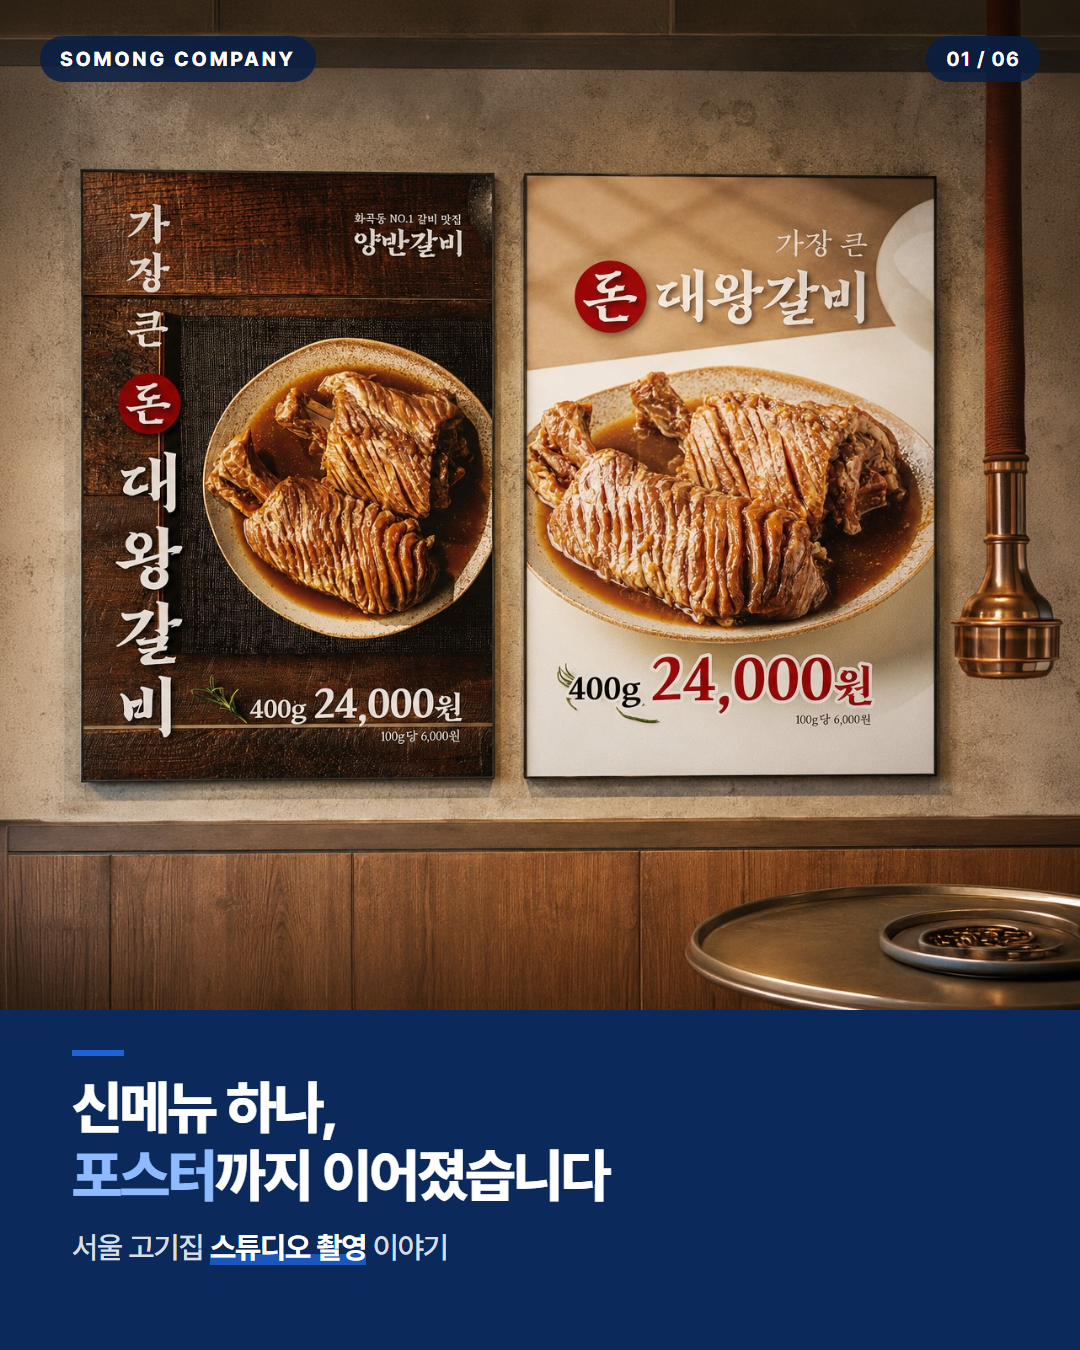 SOMONG COMPANY
01 / 06
가장 큰 돈 대왕갈비
화곡동 NO.1 갈비 맛집
양반갈비
400g 24,000원
100g당 6,000원
가장 큰
돈 대왕갈비
400g 24,000원
100g당 6,000원
신메뉴 하나,
포스터까지 이어졌습니다
서울 고기집 스튜디오 촬영 이야기